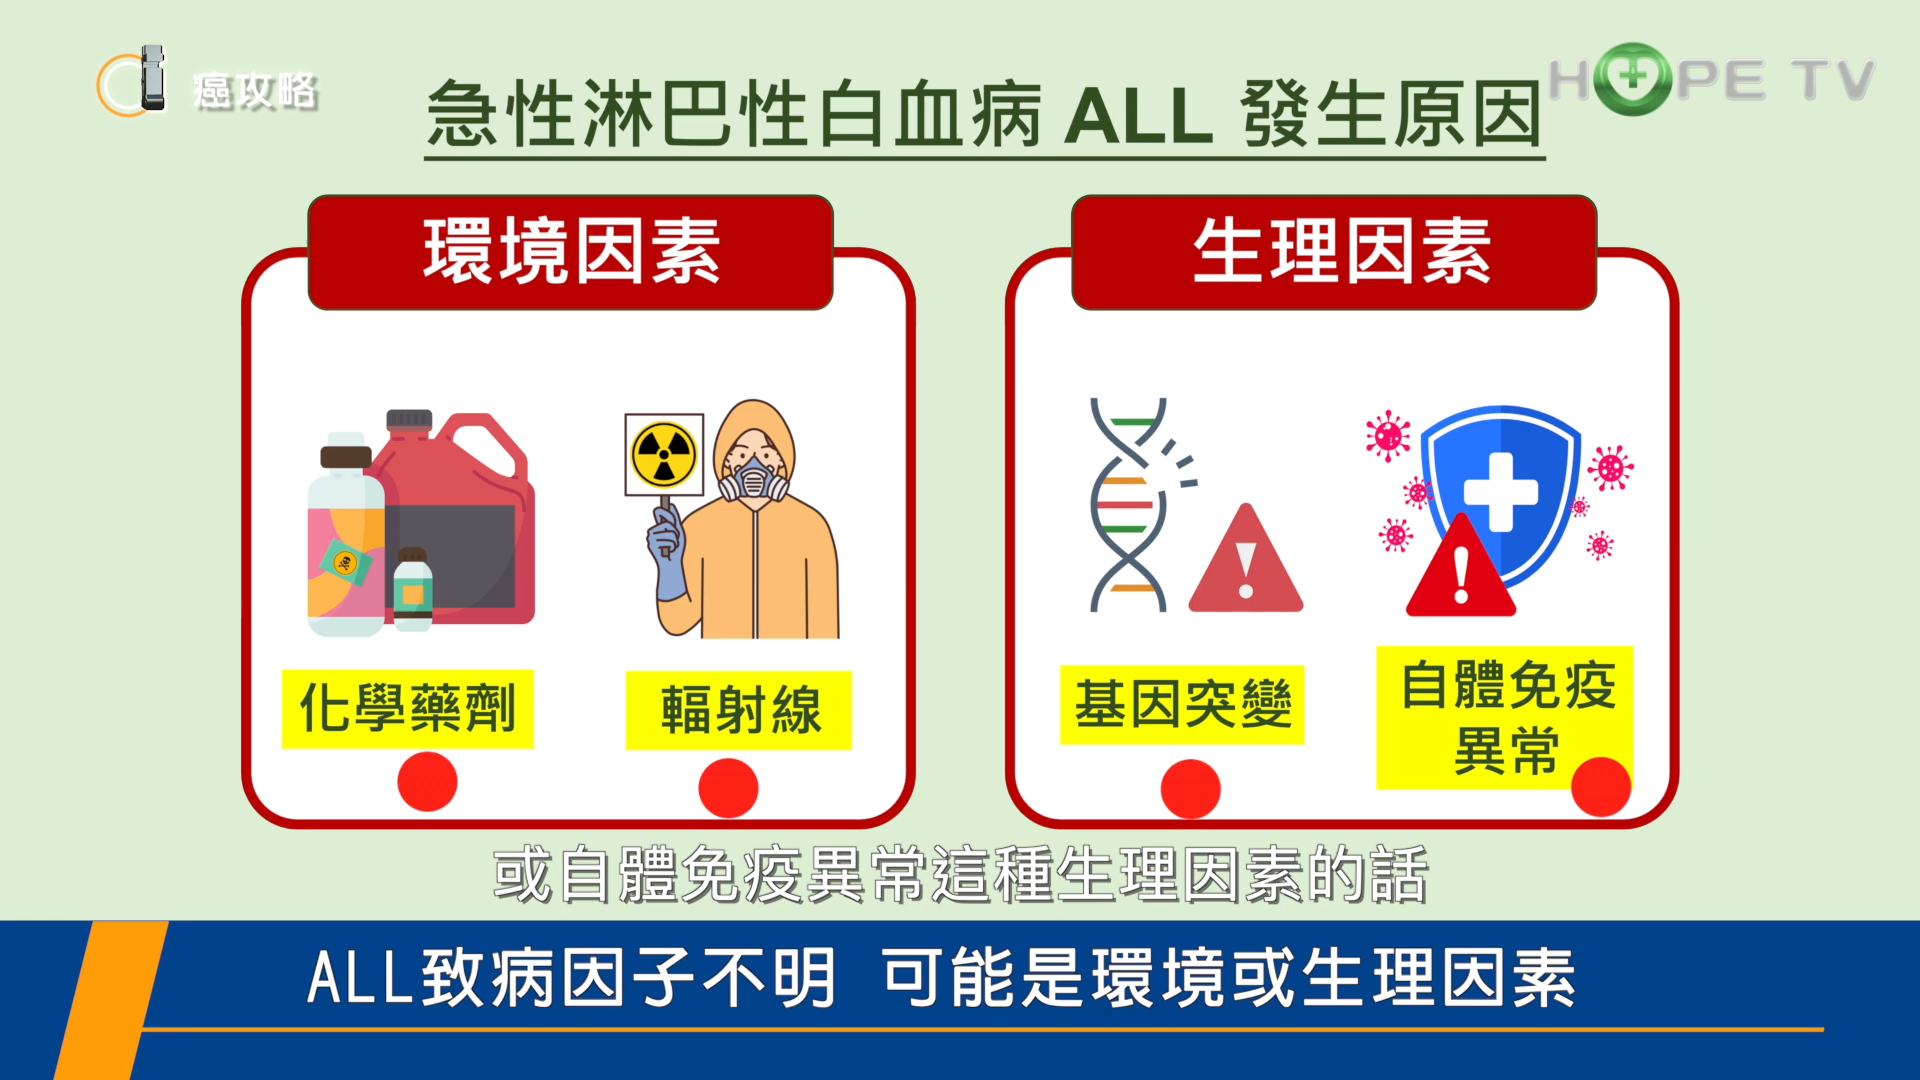 癌攻略
HOPE TV
急性淋巴性白血病 ALL 發生原因
環境因素
化學藥劑
輻射線
生理因素
基因突變
自體免疫
異常
或自體免疫異常這種生理因素的話
ALL致病因子不明 可能是環境或生理因素